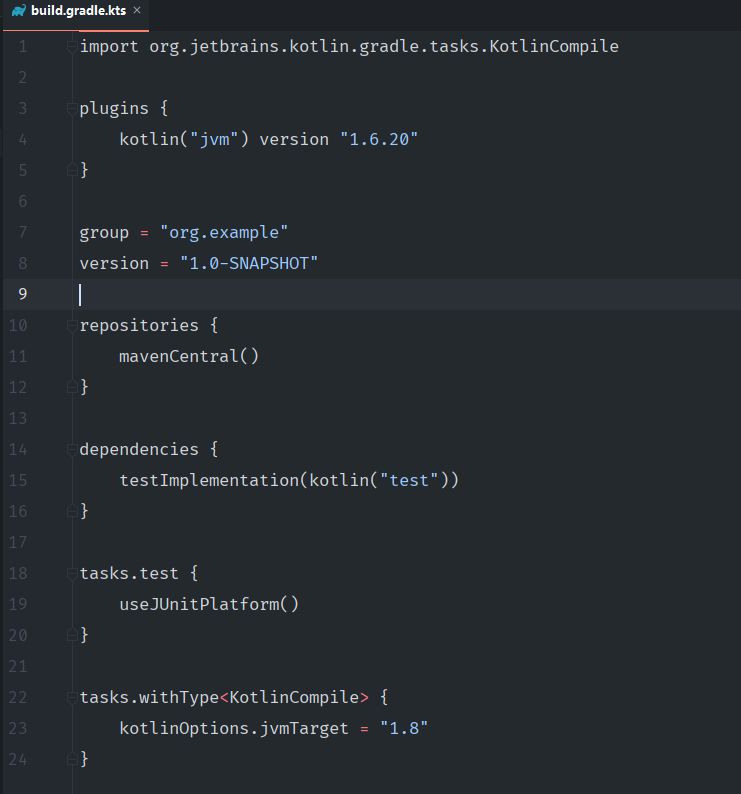 build.gradle.kts ×
1 import org.jetbrains.kotlin.gradle.tasks.KotlinCompile
2
3 plugins {
4     kotlin("jvm") version "1.6.20"
5 }
6
7 group = "org.example"
8 version = "1.0-SNAPSHOT"
9
10 repositories {
11     mavenCentral()
12 }
13
14 dependencies {
15     testImplementation(kotlin("test"))
16 }
17
18 tasks.test {
19     useJUnitPlatform()
20 }
21
22 tasks.withType<KotlinCompile> {
23     kotlinOptions.jvmTarget = "1.8"
24 }